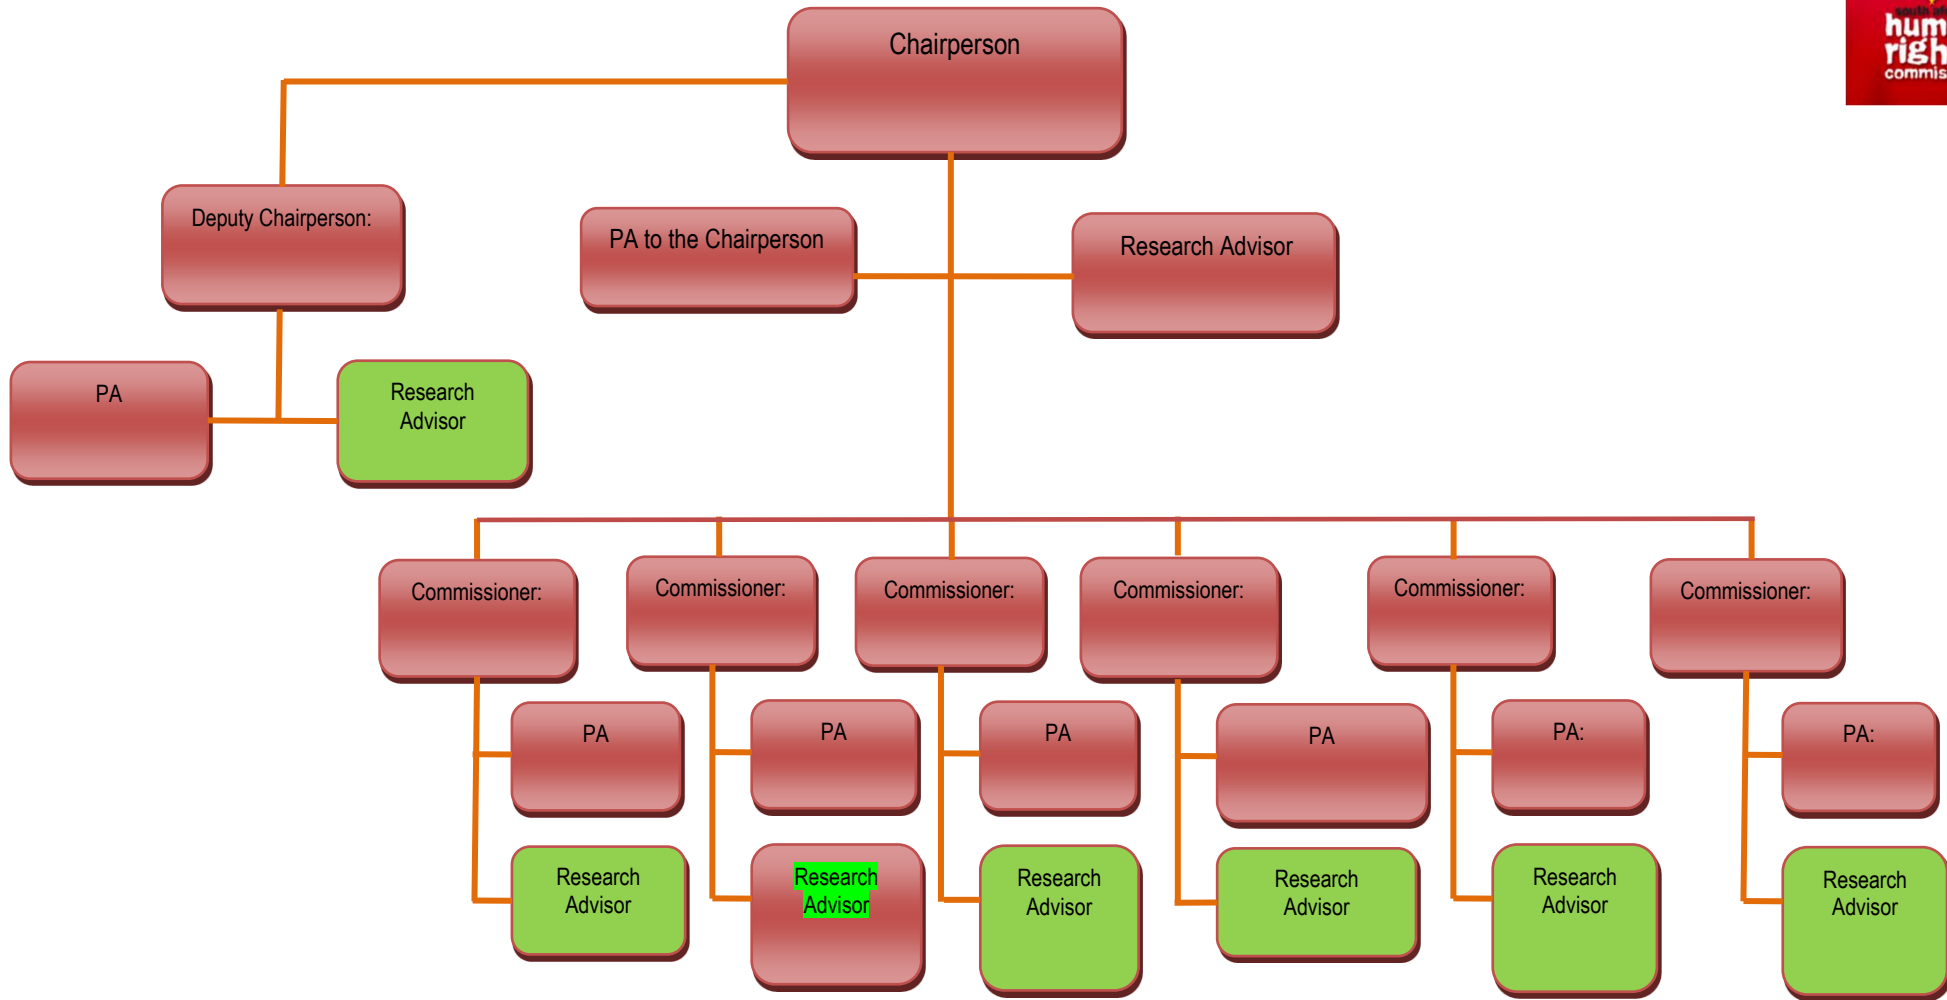 Chairperson
south af
hum
righ
commis
Deputy Chairperson:
PA to the Chairperson
Research Advisor
PA
Research
Advisor
Commissioner:
Commissioner:
Commissioner:
Commissioner:
Commissioner:
Commissioner:
PA
PA
PA
PA
PA:
PA:
Research
Advisor
Research
Advisor
Research
Advisor
Research
Advisor
Research
Advisor
Research
Advisor